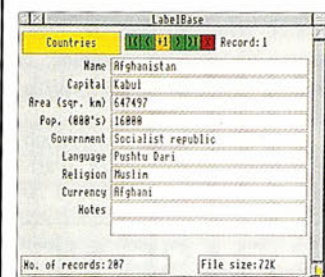 LabelBase
Countries +1 Record:1
Name Afghanistan
Capital Kabul
Area (sqr. km) 647497
Pop. (000's) 16000
Government Socialist republic
Language Pushtu Dari
Religion Muslim
Currency Afghani
Notes
No. of records:207 File size:72K